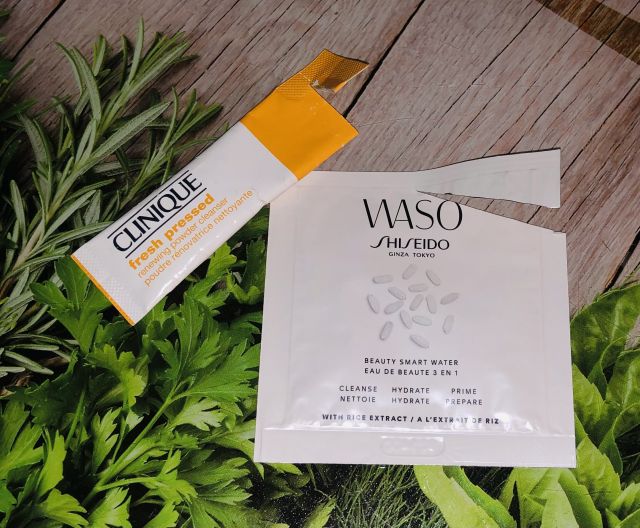 CLINIQUE
fresh pressed
renewing powder cleanser
poudre rénovatrice nettoyante
WASO
SHISEIDO
GINZA TOKYO
BEAUTY SMART WATER
EAU DE BEAUTE 3 EN 1
CLEANSE HYDRATE PRIME
NETTOIE HYDRATE PREPARE
WITH RICE EXTRACT / A L'EXTRAIT DE RIZ